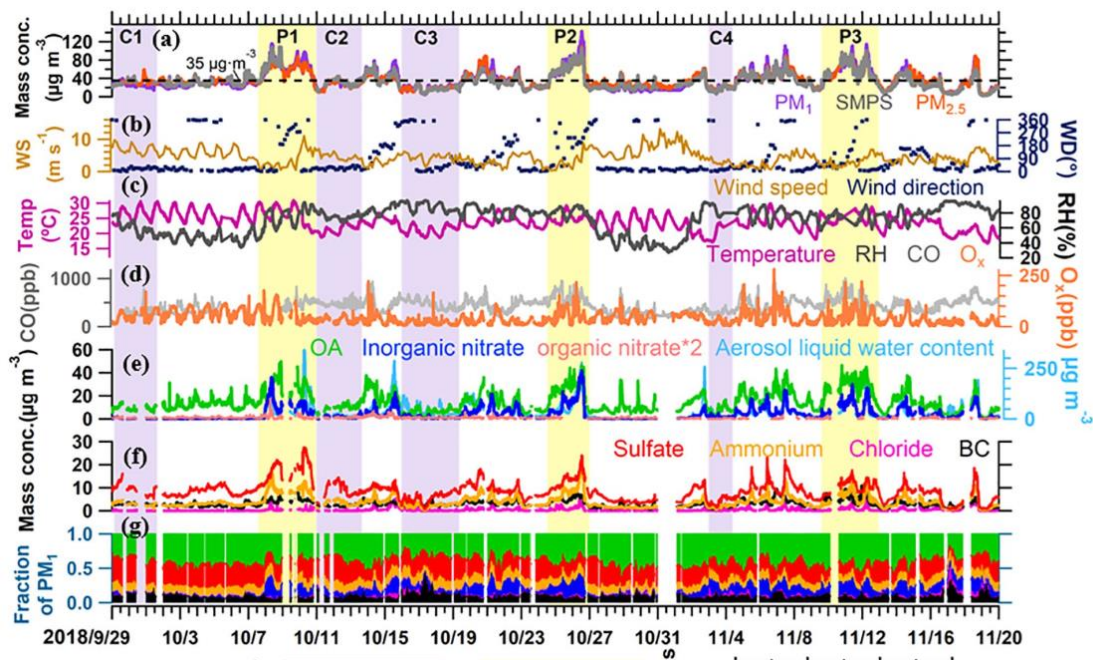 C1 (a) P1 C2 C3 P2 C4 P3
Mass conc. (µg m⁻³)
120
80
40
0
35 µg·m⁻³
PM₁ SMPS PM₂.₅
(b)
WS (m s⁻¹)
10
0
360
270
180
90
0
WD(°)
Wind speed Wind direction
(c)
Temp (°C)
30
25
20
15
80
60
40
20
RH(%)
Temperature RH CO Oₓ
(d)
CO(ppb)
1000
0
250
0
Oₓ(ppb)
(e)
OA Inorganic nitrate organic nitrate*2 Aerosol liquid water content
60
40
20
0
250
0
µg m⁻³
Mass conc.(µg m⁻³)
(f)
Sulfate Ammonium Chloride BC
30
20
10
0
(g)
Fraction of PM₁
1.0
0.5
0.0
2018/9/29 10/3 10/7 10/11 10/15 10/19 10/23 10/27 10/31 11/4 11/8 11/12 11/16 11/20
s